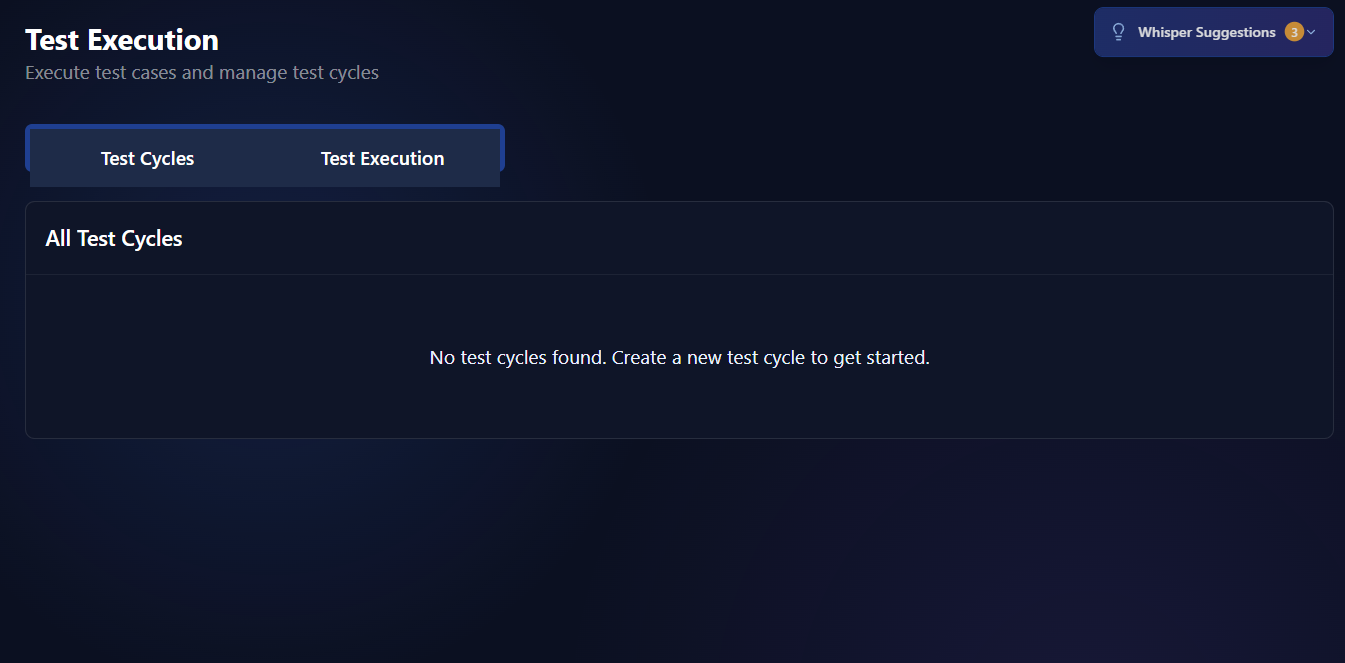 Test Execution
Execute test cases and manage test cycles
Whisper Suggestions 3
Test Cycles
Test Execution
All Test Cycles
No test cycles found. Create a new test cycle to get started.